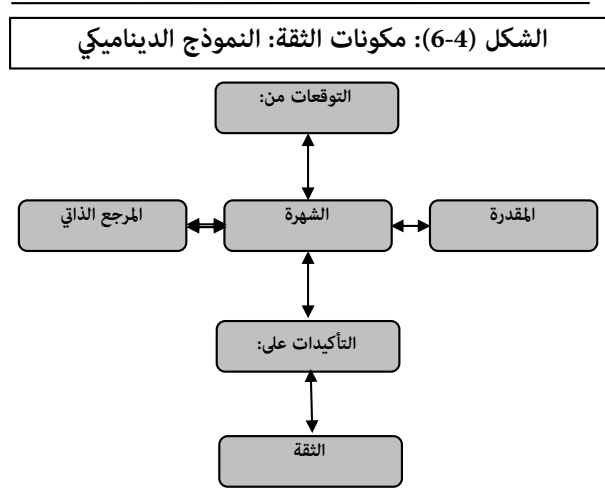 الشكل (4-6): مكونات الثقة: النموذج الديناميكي
التوقعات من:
المرجع الذاتي
الشهرة
المقدرة
التأكيدات على:
الثقة